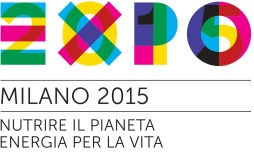 EXPO
MILANO 2015
NUTRIRE IL PIANETA
ENERGIA PER LA VITA